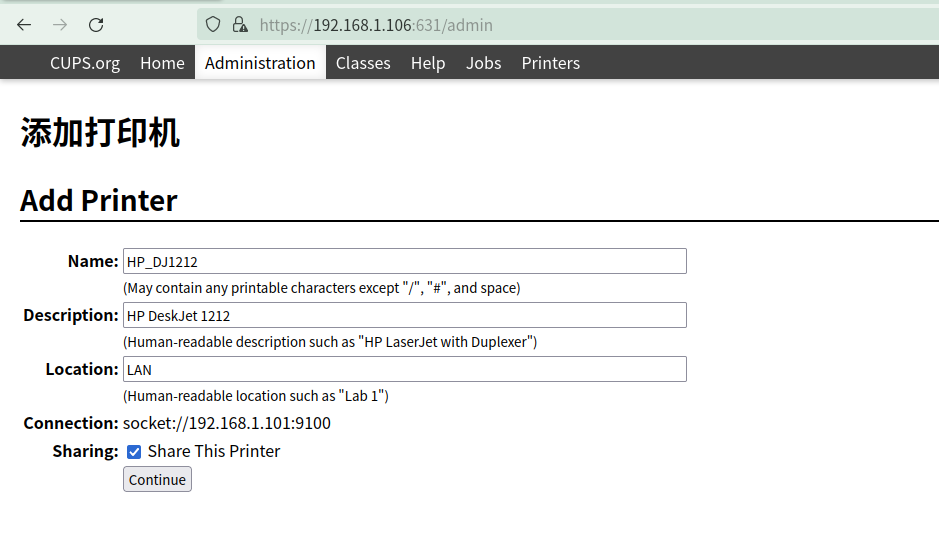 https://192.168.1.106:631/admin
CUPS.org Home Administration Classes Help Jobs Printers
添加打印机
Add Printer
Name: HP_DJ1212
(May contain any printable characters except "/", "#", and space)
Description: HP DeskJet 1212
(Human-readable description such as "HP LaserJet with Duplexer")
Location: LAN
(Human-readable location such as "Lab 1")
Connection: socket://192.168.1.101:9100
Sharing: Share This Printer
Continue